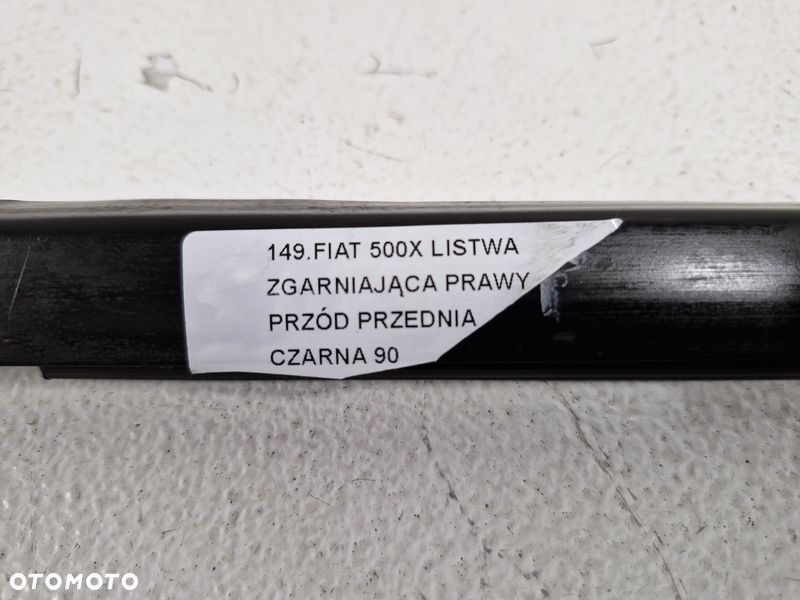 149.FIAT 500X LISTWA
ZGARNIAJĄCA PRAWY
PRZÓD PRZEDNIA
CZARNA 90
OTOMOTO